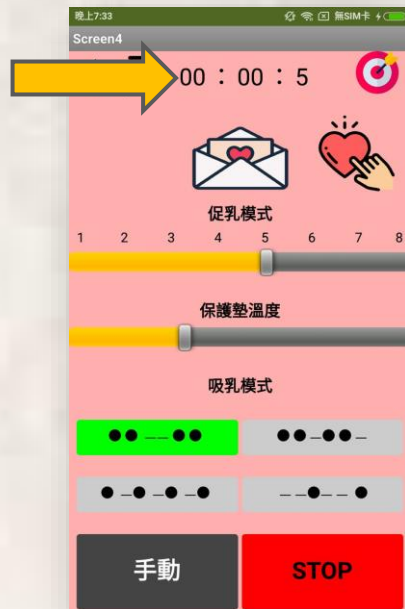 晚上7:33 無SIM卡
Screen4
00 : 00 : 5
促乳模式
1 2 3 4 5 6 7 8
保護墊溫度
吸乳模式
●●——●● ●●—●●—
●—●—●—● ——●——●
手動 STOP